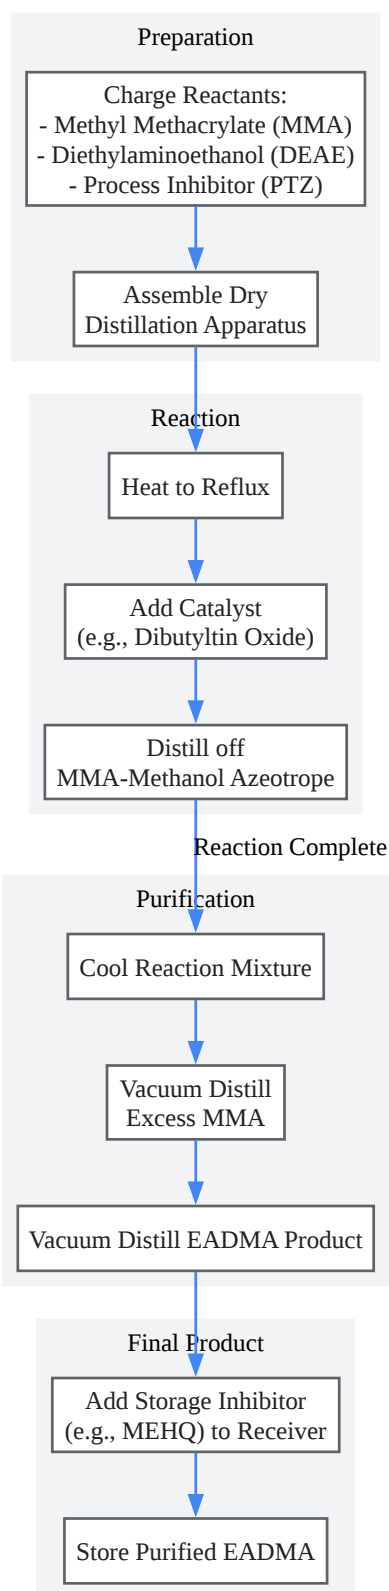 Preparation
Charge Reactants:
- Methyl Methacrylate (MMA)
- Diethylaminoethanol (DEAE)
- Process Inhibitor (PTZ)
Assemble Dry
Distillation Apparatus
Reaction
Heat to Reflux
Add Catalyst
(e.g., Dibutyltin Oxide)
Distill off
MMA-Methanol Azeotrope
Reaction Complete
Purification
Cool Reaction Mixture
Vacuum Distill
Excess MMA
Vacuum Distill EADMA Product
Final Product
Add Storage Inhibitor
(e.g., MEHQ) to Receiver
Store Purified EADMA